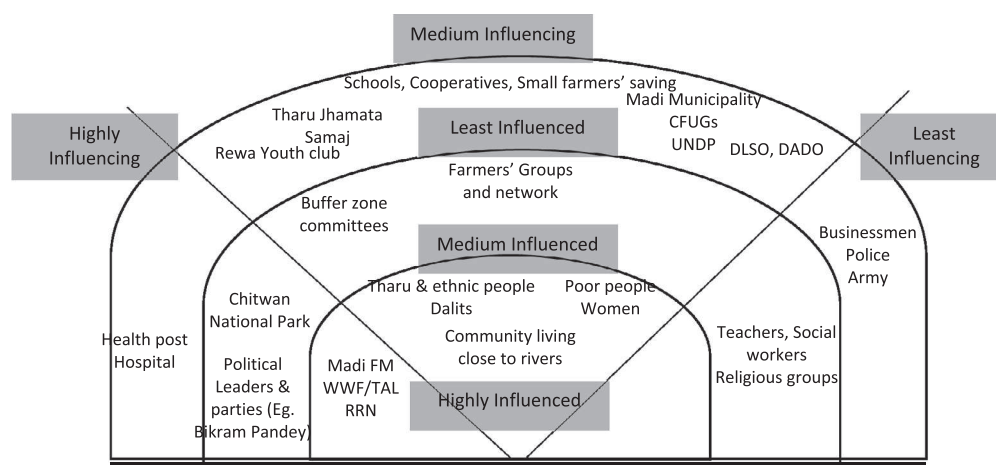 Medium Influencing
Schools, Cooperatives, Small farmers’ saving
Highly
Influencing
Tharu Jhamata
Samaj
Rewa Youth club
Least Influenced
Madi Municipality
CFUGs
UNDP
DLSO, DADO
Least
Influencing
Farmers’ Groups
and network
Buffer zone
committees
Medium Influenced
Businessmen
Police
Army
Tharu & ethnic people
Dalits
Poor people
Women
Chitwan
National Park
Community living
close to rivers
Health post
Hospital
Teachers, Social
workers
Religious groups
Political
Leaders &
parties (Eg.
Bikram Pandey)
Madi FM
WWF/TAL
RRN
Highly Influenced